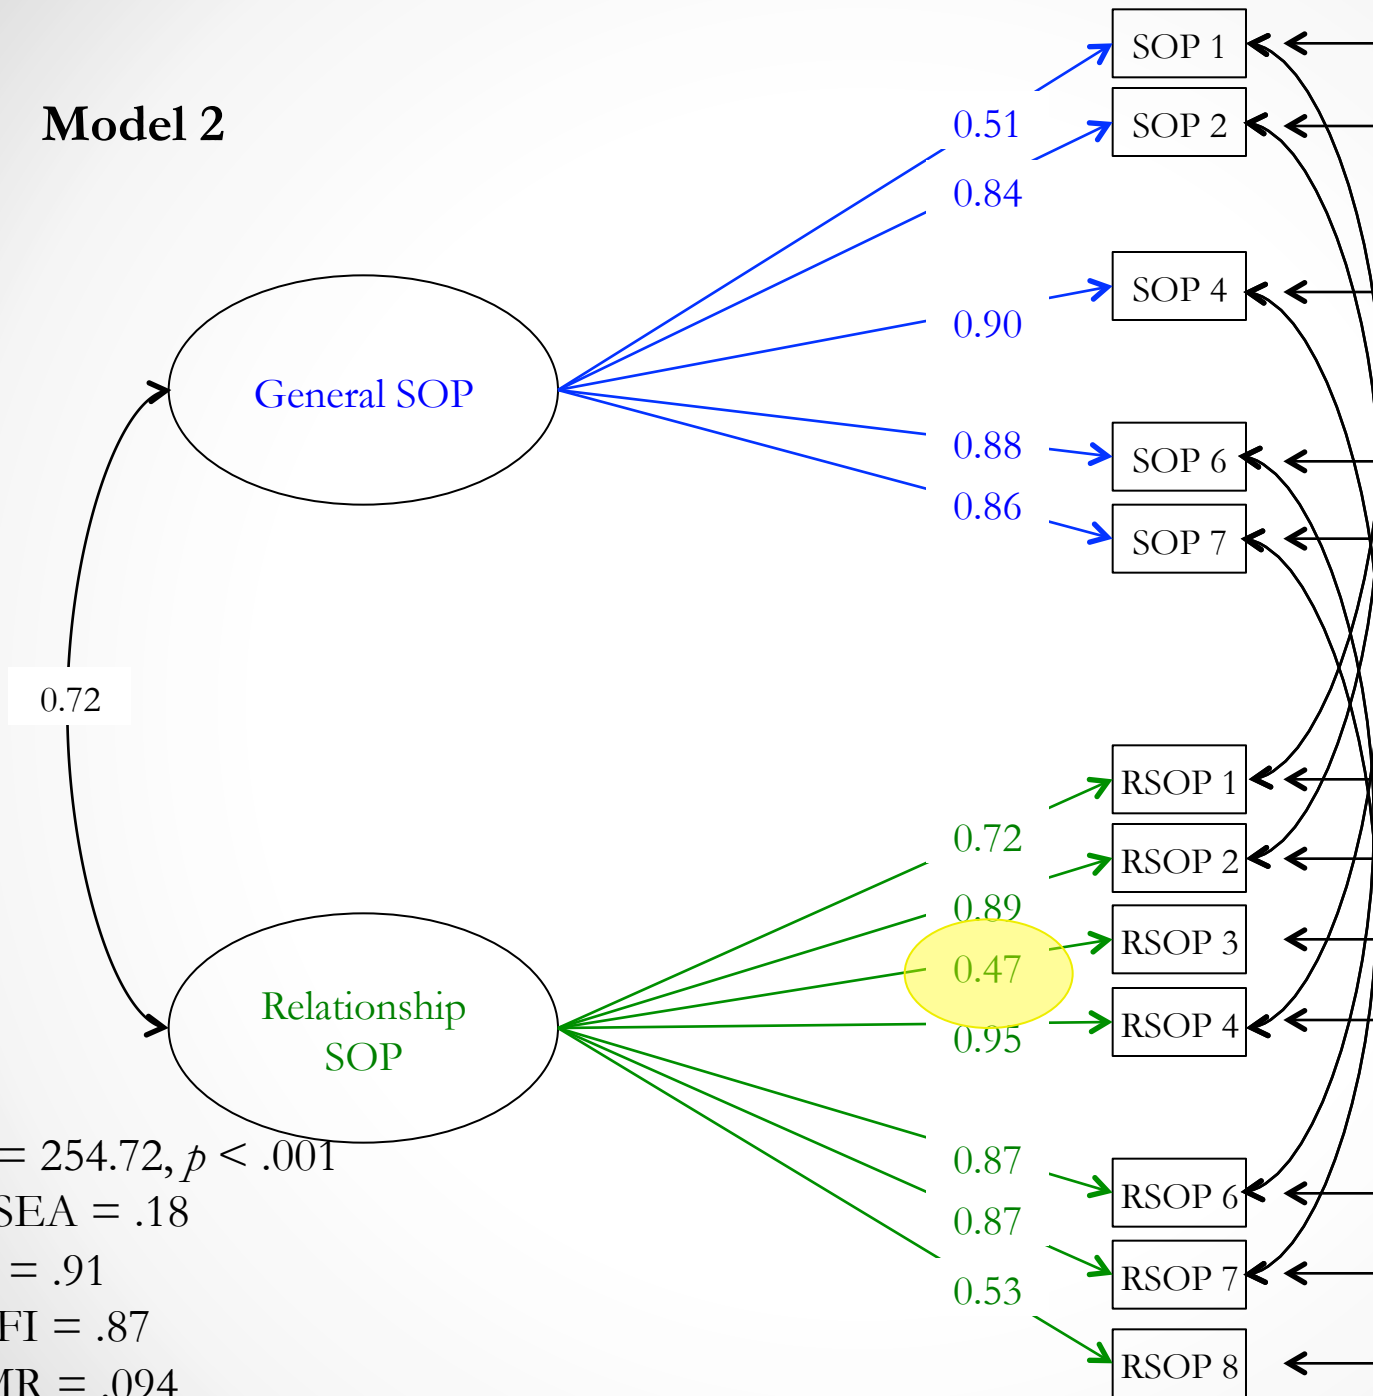 Model 2
SOP 1
0.51
SOP 2
0.84
SOP 4
0.90
General SOP
0.88
SOP 6
0.86
SOP 7
0.72
RSOP 1
0.72
RSOP 2
0.89
RSOP 3
0.47
Relationship
SOP
RSOP 4
0.95
= 254.72, p < .001
0.87
RSOP 6
SEA = .18
0.87
= .91
RSOP 7
0.53
FI = .87
RSOP 8
MR = .094